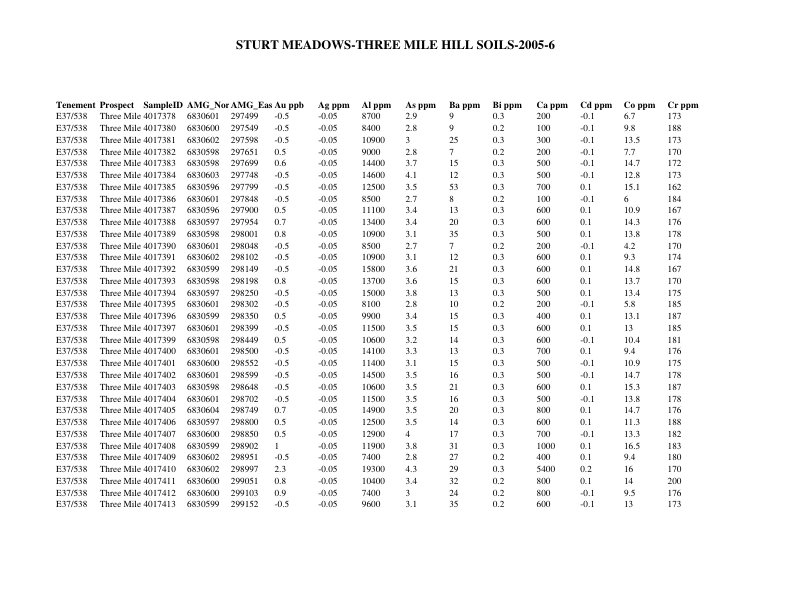 STURT MEADOWS-THREE MILE HILL SOILS-2005-6
Tenement Prospect SampleID AMG_Nor AMG_Eas Au ppb Ag ppm Al ppm As ppm Ba ppm Bi ppm Ca ppm Cd ppm Co ppm Cr ppm
E37/538 Three Mile 4017378 6830601 297499 -0.5 -0.05 8700 2.9 9 0.3 200 -0.1 6.7 173
E37/538 Three Mile 4017380 6830600 297549 -0.5 -0.05 8400 2.8 9 0.2 100 -0.1 9.8 188
E37/538 Three Mile 4017381 6830602 297598 -0.5 -0.05 10900 3 25 0.3 300 -0.1 13.5 173
E37/538 Three Mile 4017382 6830598 297651 0.5 -0.05 9000 2.8 7 0.2 200 -0.1 7.7 170
E37/538 Three Mile 4017383 6830598 297699 0.6 -0.05 14400 3.7 15 0.3 500 -0.1 14.7 172
E37/538 Three Mile 4017384 6830603 297748 -0.5 -0.05 14600 4.1 12 0.3 500 -0.1 12.8 173
E37/538 Three Mile 4017385 6830596 297799 -0.5 -0.05 12500 3.5 53 0.3 700 0.1 15.1 162
E37/538 Three Mile 4017386 6830601 297848 -0.5 -0.05 8500 2.7 8 0.2 100 -0.1 6 184
E37/538 Three Mile 4017387 6830596 297900 0.5 -0.05 11100 3.4 13 0.3 600 0.1 10.9 167
E37/538 Three Mile 4017388 6830597 297954 0.7 -0.05 13400 3.4 20 0.3 600 0.1 14.3 176
E37/538 Three Mile 4017389 6830598 298001 0.8 -0.05 10900 3.1 35 0.3 500 0.1 13.8 178
E37/538 Three Mile 4017390 6830601 298048 -0.5 -0.05 8500 2.7 7 0.2 200 -0.1 4.2 170
E37/538 Three Mile 4017391 6830602 298102 -0.5 -0.05 10900 3.1 12 0.3 600 0.1 9.3 174
E37/538 Three Mile 4017392 6830599 298149 -0.5 -0.05 15800 3.6 21 0.3 600 0.1 14.8 167
E37/538 Three Mile 4017393 6830598 298198 0.8 -0.05 13700 3.6 15 0.3 600 0.1 13.7 170
E37/538 Three Mile 4017394 6830597 298250 -0.5 -0.05 15000 3.8 13 0.3 500 0.1 13.4 175
E37/538 Three Mile 4017395 6830601 298302 -0.5 -0.05 8100 2.8 10 0.2 200 -0.1 5.8 185
E37/538 Three Mile 4017396 6830599 298350 0.5 -0.05 9900 3.4 15 0.3 400 0.1 13.1 187
E37/538 Three Mile 4017397 6830601 298399 -0.5 -0.05 11500 3.5 15 0.3 600 0.1 13 185
E37/538 Three Mile 4017399 6830598 298449 0.5 -0.05 10600 3.2 14 0.3 600 -0.1 10.4 181
E37/538 Three Mile 4017400 6830601 298500 -0.5 -0.05 14100 3.3 13 0.3 700 0.1 9.4 176
E37/538 Three Mile 4017401 6830600 298552 -0.5 -0.05 11400 3.1 15 0.3 500 -0.1 10.9 175
E37/538 Three Mile 4017402 6830601 298599 -0.5 -0.05 14500 3.5 16 0.3 500 -0.1 14.7 178
E37/538 Three Mile 4017403 6830598 298648 -0.5 -0.05 10600 3.5 21 0.3 600 0.1 15.3 187
E37/538 Three Mile 4017404 6830601 298702 -0.5 -0.05 11500 3.5 16 0.3 500 -0.1 13.8 178
E37/538 Three Mile 4017405 6830604 298749 0.7 -0.05 14900 3.5 20 0.3 800 0.1 14.7 176
E37/538 Three Mile 4017406 6830597 298800 0.5 -0.05 12500 3.5 14 0.3 600 0.1 11.3 188
E37/538 Three Mile 4017407 6830600 298850 0.5 -0.05 12900 4 17 0.3 700 -0.1 13.3 182
E37/538 Three Mile 4017408 6830599 298902 1 -0.05 11900 3.8 31 0.3 1000 0.1 16.5 183
E37/538 Three Mile 4017409 6830602 298951 -0.5 -0.05 7400 2.8 27 0.2 400 0.1 9.4 180
E37/538 Three Mile 4017410 6830602 298997 2.3 -0.05 19300 4.3 29 0.3 5400 0.2 16 170
E37/538 Three Mile 4017411 6830600 299051 0.8 -0.05 10400 3.4 32 0.2 800 0.1 14 200
E37/538 Three Mile 4017412 6830600 299103 0.9 -0.05 7400 3 24 0.2 800 -0.1 9.5 176
E37/538 Three Mile 4017413 6830599 299152 -0.5 -0.05 9600 3.1 35 0.2 600 -0.1 13 173